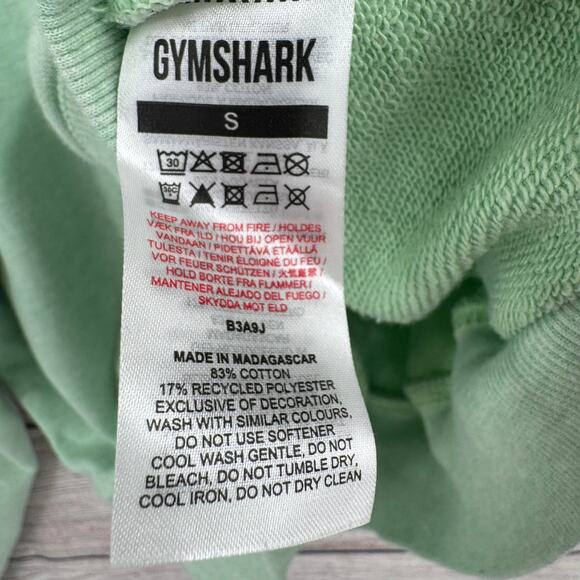 GYMSHARK
S
30
30C
KEEP AWAY FROM FIRE / HOLDES
VÆK FRA ILD / HOU BIJ OPEN VUUR
VANDAAN / PIDETTÄVÄ ETÄÄLLÄ
TULESTA / TENIR ÉLOIGNÉ DU FEU /
VOR FEUER SCHÜTZEN / 火気厳禁 /
HOLD BORTE FRA FLAMMER /
MANTENER ALEJADO DEL FUEGO /
SKYDDA MOT ELD
B3A9J
MADE IN MADAGASCAR
83% COTTON
17% RECYCLED POLYESTER
EXCLUSIVE OF DECORATION,
WASH WITH SIMILAR COLOURS,
DO NOT USE SOFTENER
COOL WASH GENTLE, DO NOT
BLEACH, DO NOT TUMBLE DRY,
COOL IRON, DO NOT DRY CLEAN